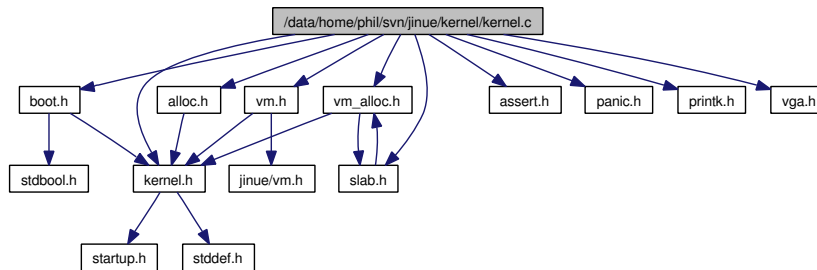 /data/home/phil/svn/jinue/kernel/kernel.c
boot.h
alloc.h
vm.h
vm_alloc.h
assert.h
panic.h
printk.h
vga.h
stdbool.h
kernel.h
jinue/vm.h
slab.h
startup.h
stddef.h